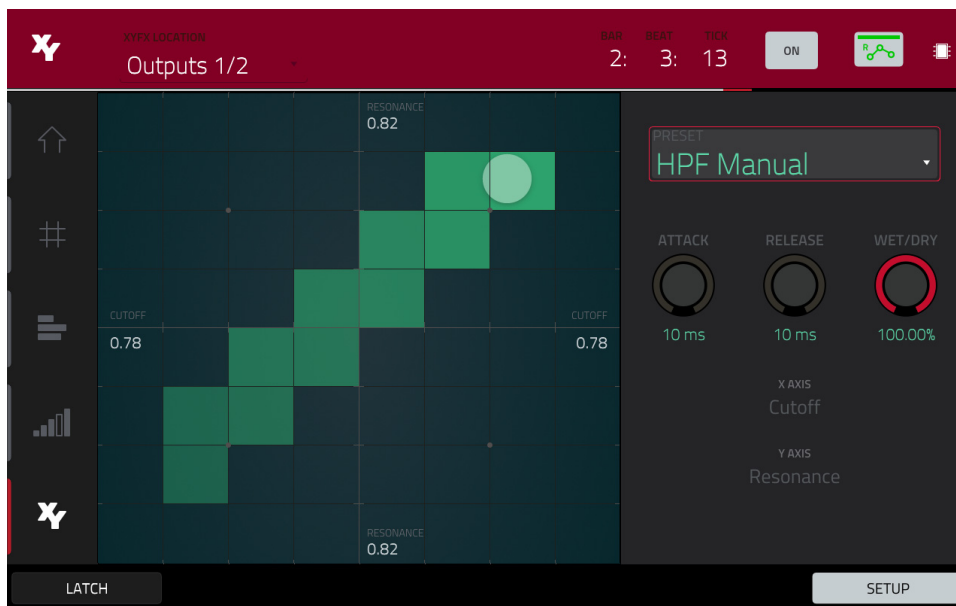 XY
XYFX LOCATION
Outputs 1/2
BAR BEAT TICK
2: 3: 13
ON
R
RESONANCE
0.82
PRESET
HPF Manual
ATTACK RELEASE WET/DRY
10 ms 10 ms 100.00%
CUTOFF CUTOFF
0.78 0.78
X AXIS
Cutoff
Y AXIS
Resonance
XY
RESONANCE
0.82
LATCH
SETUP